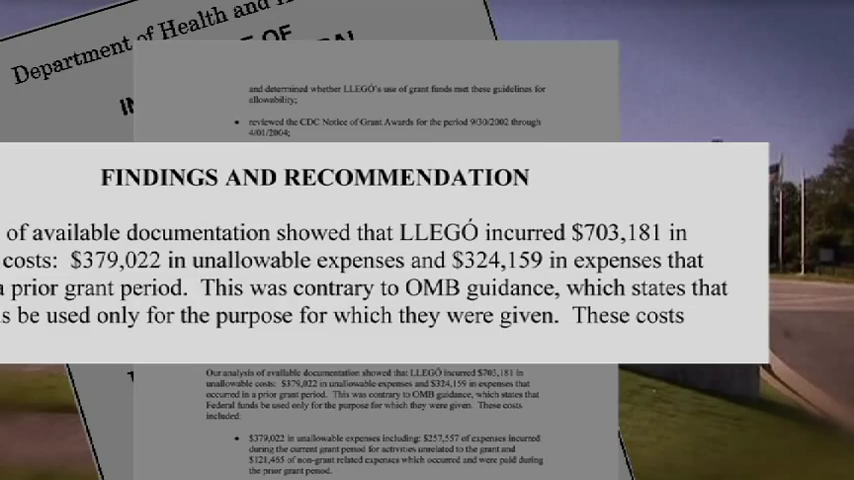 Department of Health and
OF
and determined whether LLEGÓ's use of grant funds met these guidelines for
allowability;
• reviewed the CDC Notice of Grant Awards for the period 9/30/2002 through
4/01/2004;
FINDINGS AND RECOMMENDATION
of available documentation showed that LLEGÓ incurred $703,181 in
costs: $379,022 in unallowable expenses and $324,159 in expenses that
a prior grant period. This was contrary to OMB guidance, which states that
s be used only for the purpose for which they were given. These costs
Our analysis of available documentation showed that LLEGÓ incurred $703,181 in
unallowable costs: $379,022 in unallowable expenses and $324,159 in expenses that
occurred in a prior grant period. This was contrary to OMB guidance, which states that
Federal funds be used only for the purpose for which they were given. These costs
included:
• $379,022 in unallowable expenses including: $257,557 of expenses incurred
during the current grant period for activities unrelated to the grant and
$121,465 of non-grant related expenses which occurred and were paid during
the prior grant period.